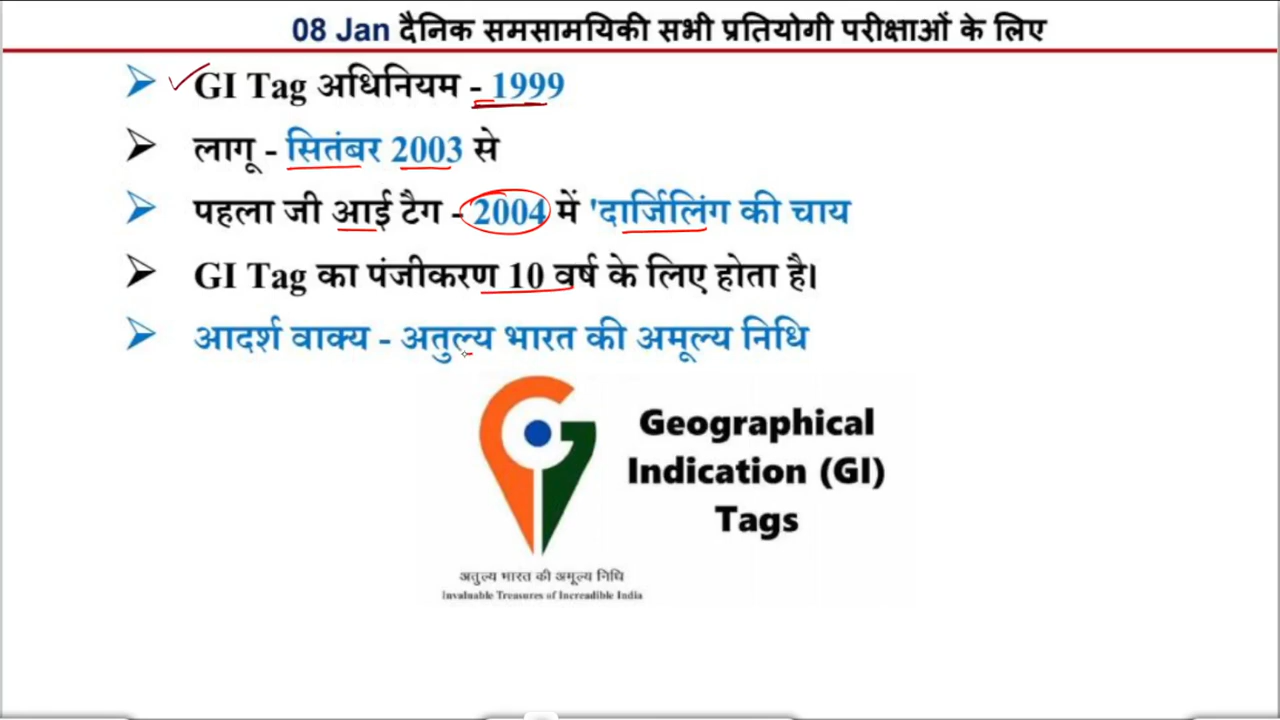 08 Jan दैनिक समसामयिकी सभी प्रतियोगी परीक्षाओं के लिए
GI Tag अधिनियम - 1999
लागू - सितंबर 2003 से
पहला जी आई टैग - 2004 में 'दार्जिलिंग की चाय
GI Tag का पंजीकरण 10 वर्ष के लिए होता है।
आदर्श वाक्य - अतुल्य भारत की अमूल्य निधि
Geographical
Indication (GI)
Tags
अतुल्य भारत की अमूल्य निधि
Invaluable Treasures of Increadible India